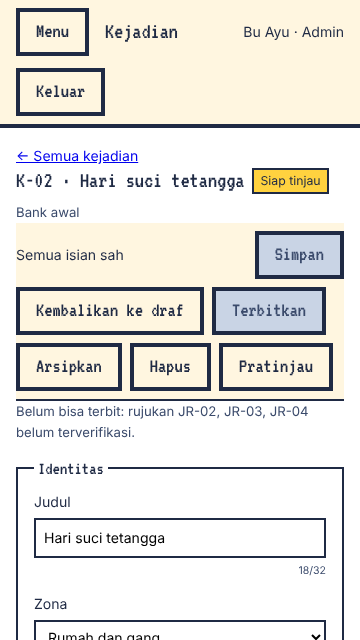 Menu Kejadian Bu Ayu · Admin
Keluar
← Semua kejadian
K-02 · Hari suci tetangga Siap tinjau
Bank awal
Semua isian sah Simpan
Kembalikan ke draf Terbitkan
Arsipkan Hapus Pratinjau
Belum bisa terbit: rujukan JR-02, JR-03, JR-04
belum terverifikasi.
Identitas
Judul
Hari suci tetangga
18/32
Zona
Rumah dan gang